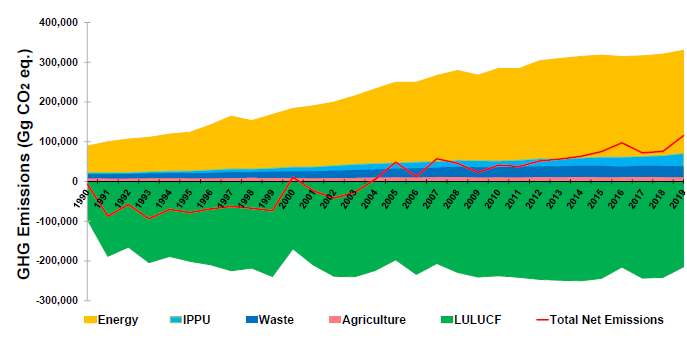 GHG Emissions (Gg CO2 eq.)
400,000
300,000
200,000
100,000
0
-100,000
-200,000
-300,000
1990 1991 1992 1993 1994 1995 1996 1997 1998 1999 2000 2001 2002 2003 2004 2005 2006 2007 2008 2009 2010 2011 2012 2013 2014 2015 2016 2017 2018 2019
Energy IPPU Waste Agriculture LULUCF Total Net Emissions